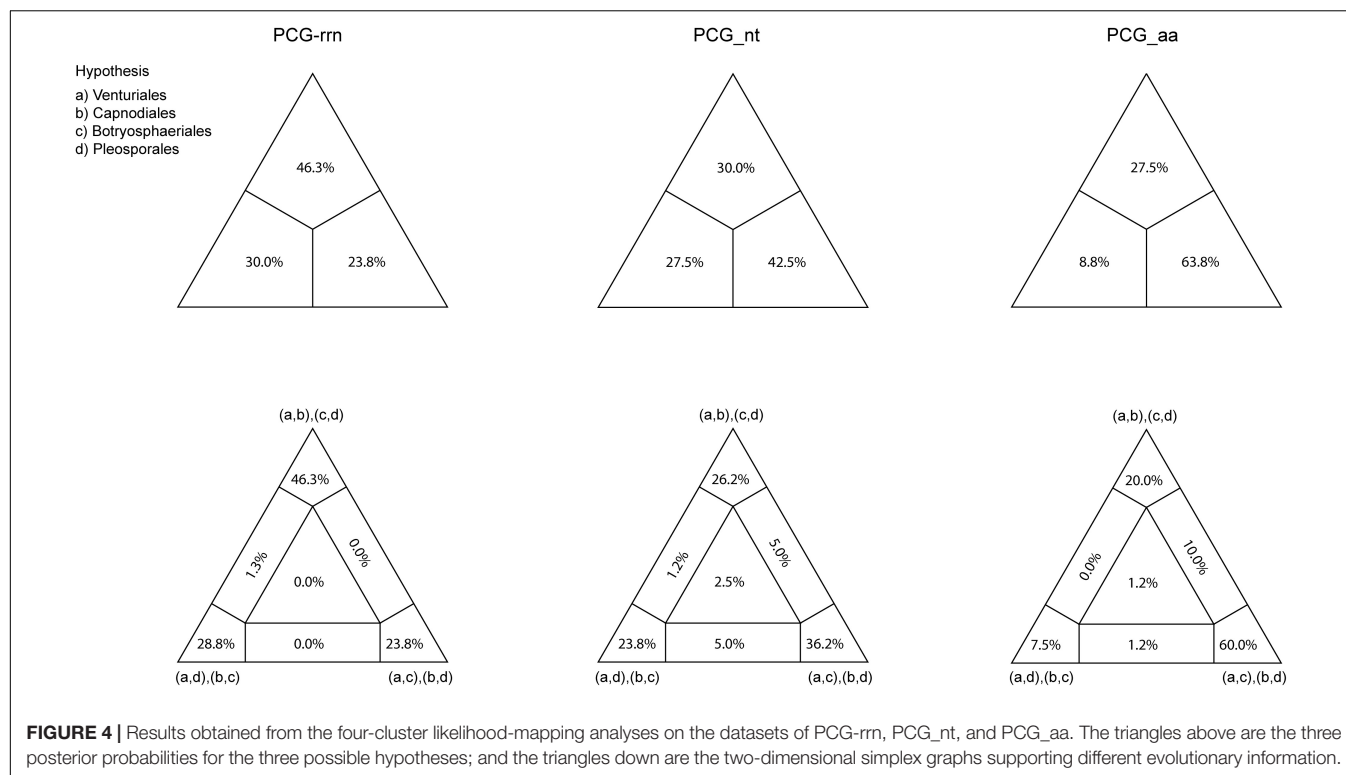 PCG-rrn
PCG_nt
PCG_aa
Hypothesis
a) Venturiales
b) Capnodiales
c) Botryosphaeriales
d) Pleosporales
46.3%
30.0%
23.8%
30.0%
27.5%
42.5%
27.5%
8.8%
63.8%
(a,b),(c,d)
46.3%
1.3%
0.0%
0.0%
28.8%
0.0%
23.8%
(a,d),(b,c)
(a,c),(b,d)
(a,b),(c,d)
26.2%
1.2%
5.0%
2.5%
23.8%
5.0%
36.2%
(a,d),(b,c)
(a,c),(b,d)
(a,b),(c,d)
20.0%
0.0%
10.0%
1.2%
7.5%
1.2%
60.0%
(a,d),(b,c)
(a,c),(b,d)
FIGURE 4 | Results obtained from the four-cluster likelihood-mapping analyses on the datasets of PCG-rrn, PCG_nt, and PCG_aa. The triangles above are the three
posterior probabilities for the three possible hypotheses; and the triangles down are the two-dimensional simplex graphs supporting different evolutionary information.